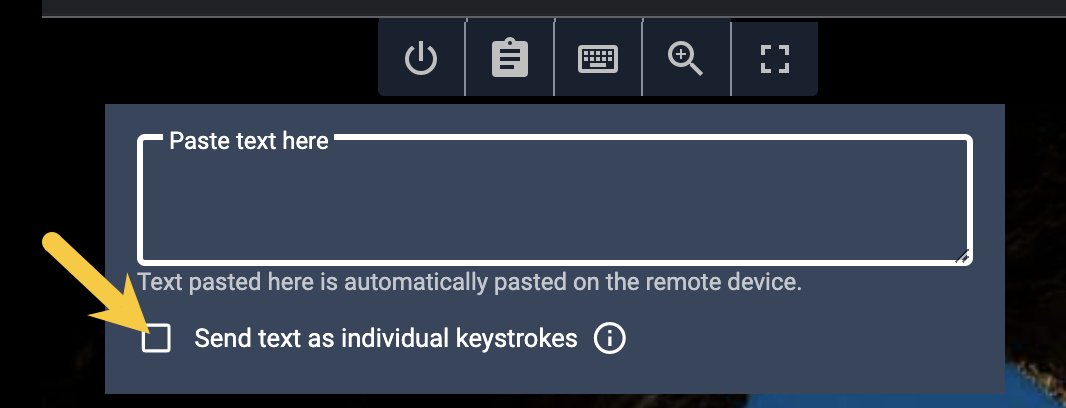 Paste text here
Text pasted here is automatically pasted on the remote device.
Send text as individual keystrokes